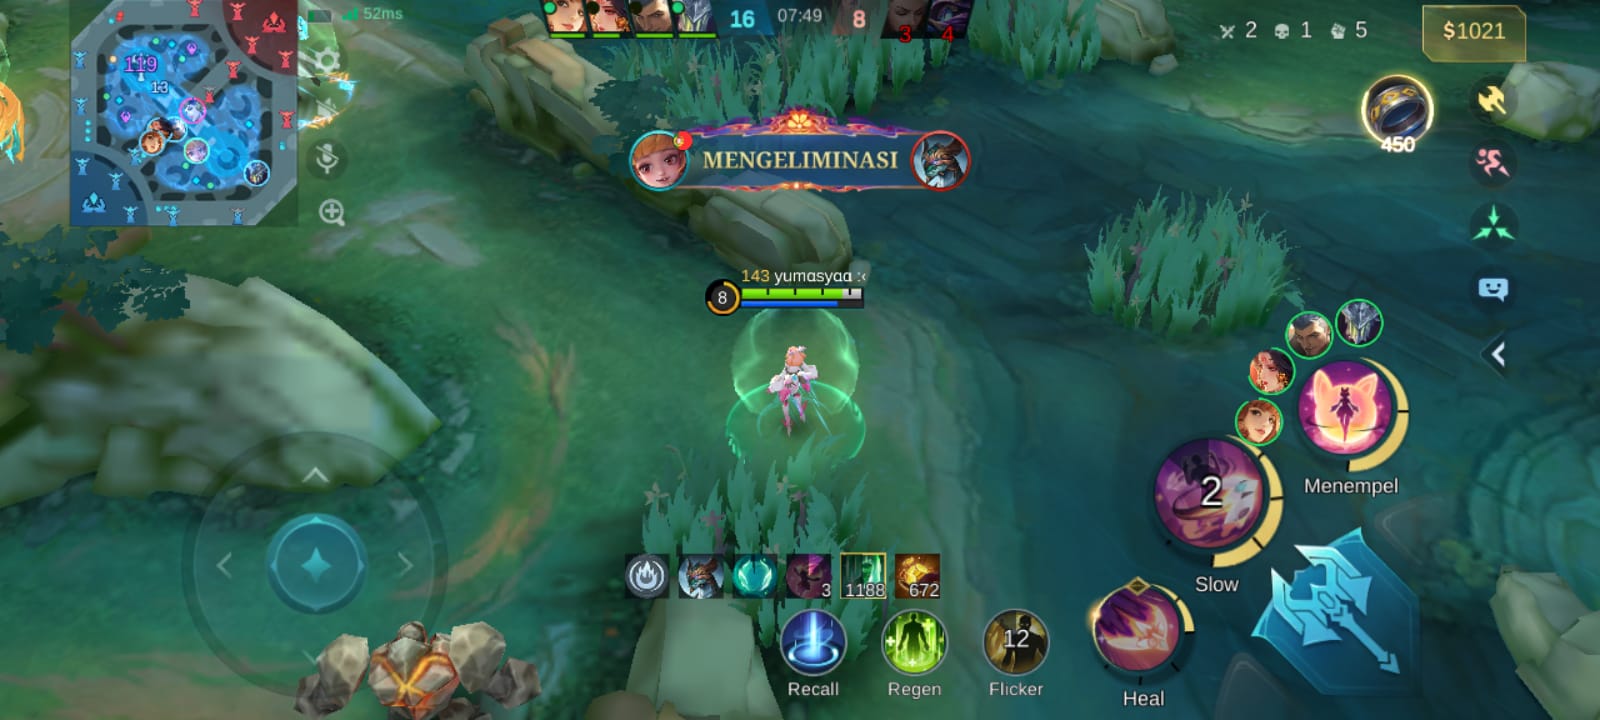 52ms
16 07:49 8
3 4
2 1 5
$1021
119
13
450
MENGELIMINASI
143 yumasyaa :‹
8
Menempel
2
Slow
3 1188 672
12
Recall Regen Flicker
Heal